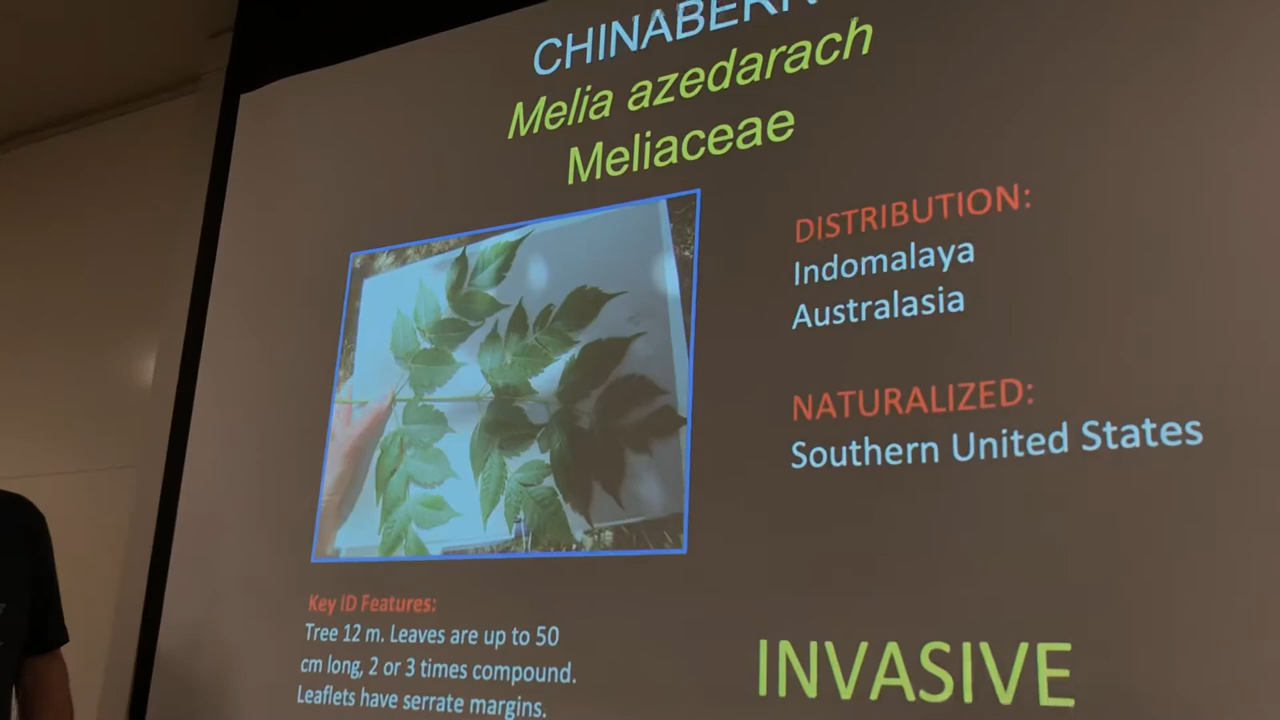 CHINABERR
Melia azedarach
Meliaceae
DISTRIBUTION:
Indomalaya
Australasia
NATURALIZED:
Southern United States
Key ID Features:
Tree 12 m. Leaves are up to 50
cm long, 2 or 3 times compound.
Leaflets have serrate margins.
INVASIVE